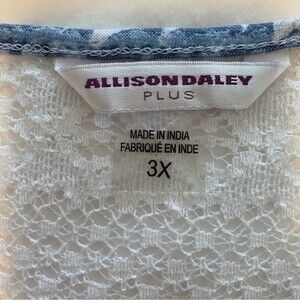 ALLISON DALEY
PLUS
MADE IN INDIA
FABRIQUÉ EN INDE
3X